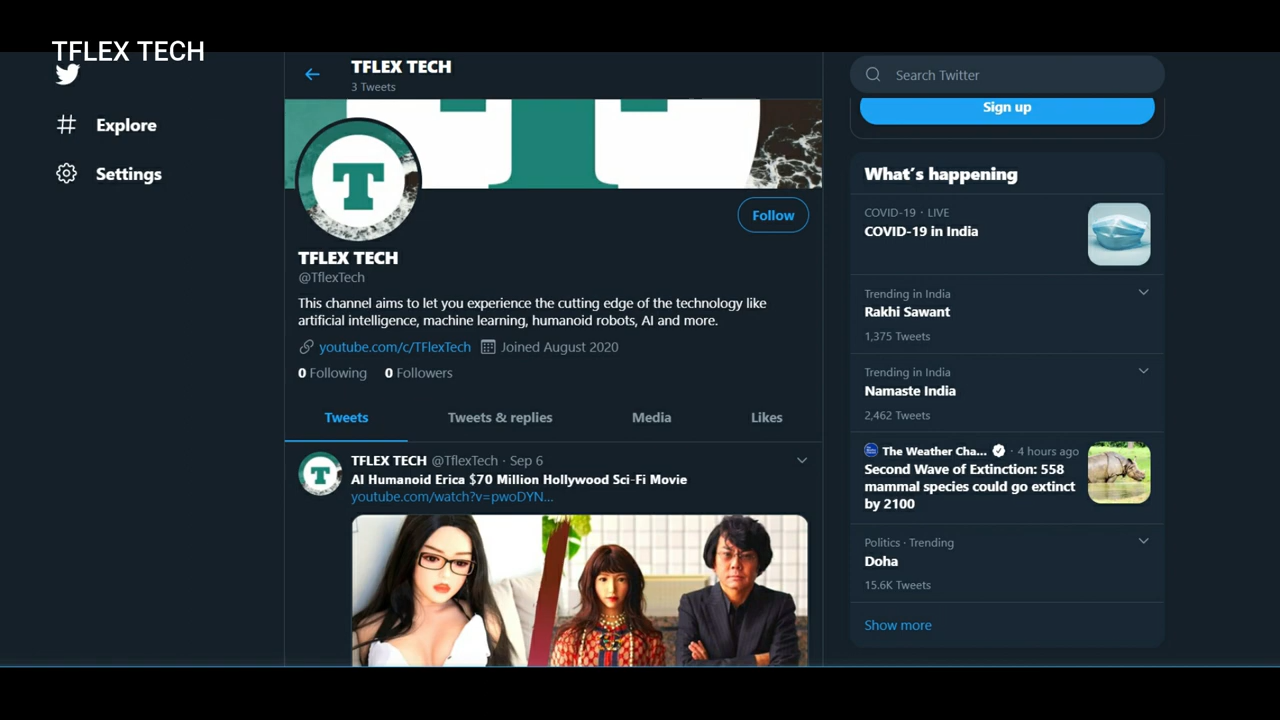 TFLEX TECH
Explore
Settings
TFLEX TECH
3 Tweets
T
T
Follow
TFLEX TECH
@TflexTech
This channel aims to let you experience the cutting edge of the technology like
artificial intelligence, machine learning, humanoid robots, AI and more.
youtube.com/c/TFlexTech Joined August 2020
0 Following 0 Followers
Tweets Tweets & replies Media Likes
T
TFLEX TECH @TflexTech · Sep 6
AI Humanoid Erica $70 Million Hollywood Sci-Fi Movie
youtube.com/watch?v=pwoDYN...
Search Twitter
Sign up
What's happening
COVID-19 · LIVE
COVID-19 in India
Trending in India
Rakhi Sawant
1,375 Tweets
Trending in India
Namaste India
2,462 Tweets
The Weather Cha... · 4 hours ago
Second Wave of Extinction: 558
mammal species could go extinct
by 2100
Politics · Trending
Doha
15.6K Tweets
Show more